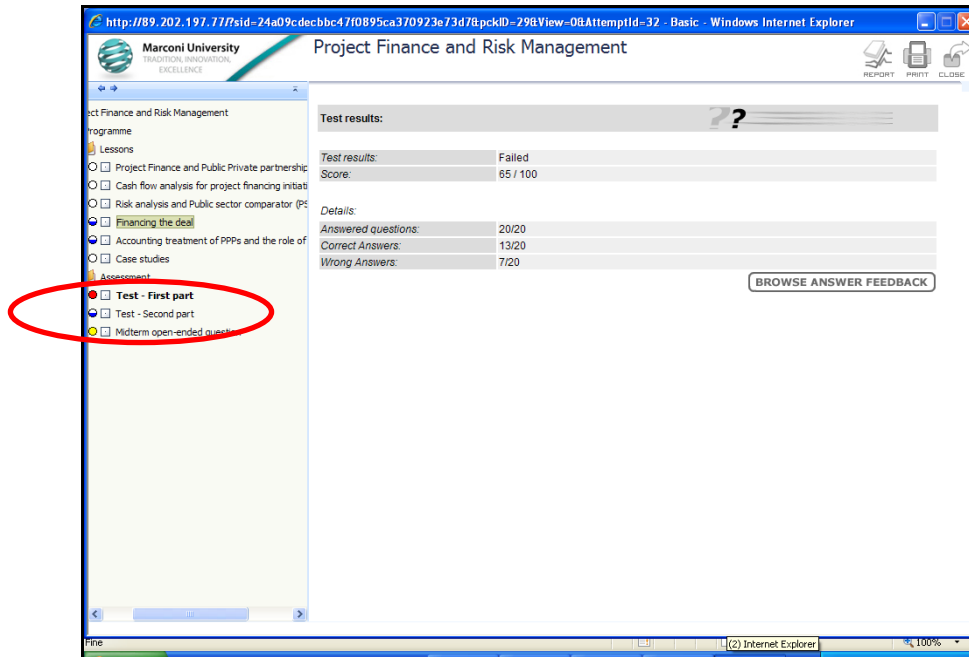 http://89.202.197.77/?sid=24a09cdecbbc47f0895ca370923e73d7&pckID=29&View=0&AttemptId=32 - Basic - Windows Internet Explorer
Marconi University
TRADITION, INNOVATION,
EXCELLENCE
Project Finance and Risk Management
REPORT PRINT CLOSE
ect Finance and Risk Management
Programme
Lessons
Project Finance and Public Private partnership
Cash flow analysis for project financing initiati
Risk analysis and Public sector comparator (PS
Financing the deal
Accounting treatment of PPPs and the role of
Case studies
Assessment
Test - First part
Test - Second part
Midterm open-ended question
Test results:
??
Test results: Failed
Score: 65 / 100
Details:
Answered questions: 20/20
Correct Answers: 13/20
Wrong Answers: 7/20
BROWSE ANSWER FEEDBACK
Fine
(2) Internet Explorer
100%